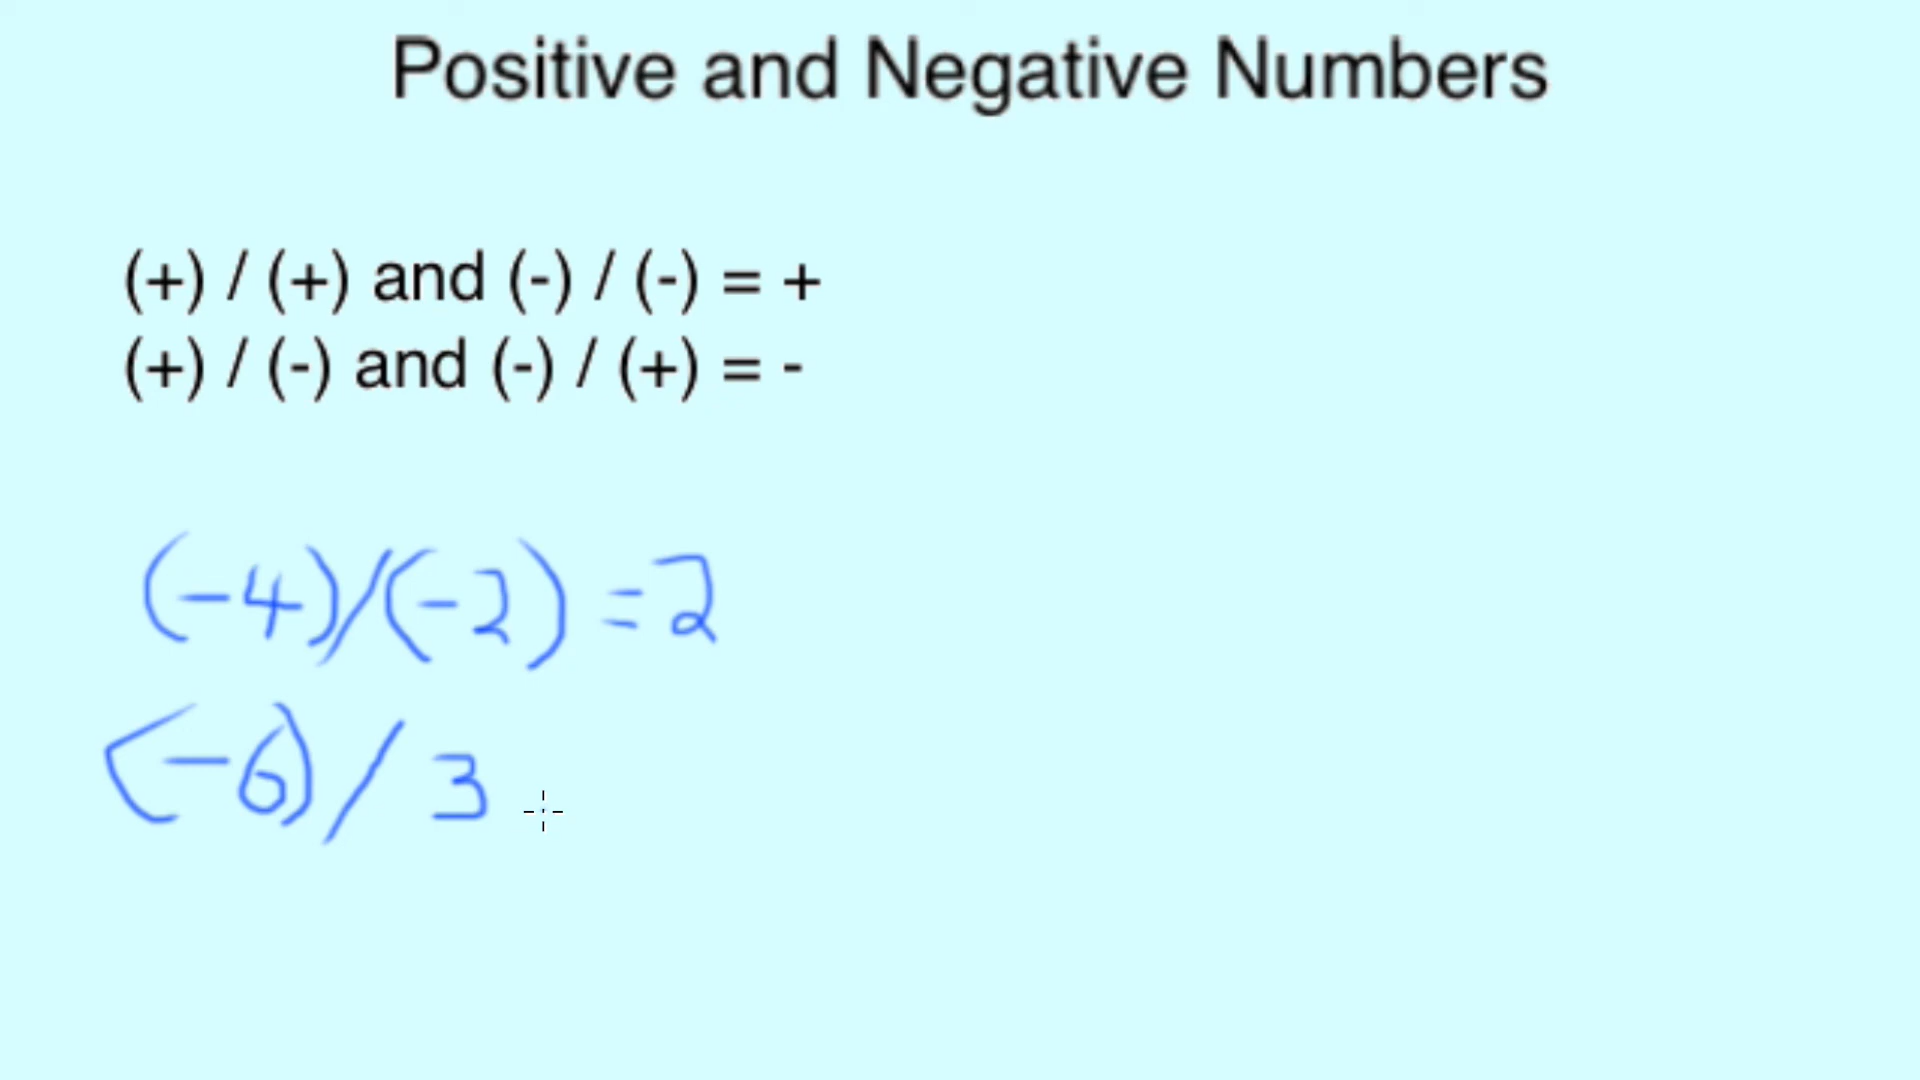 Positive and Negative Numbers
(+) / (+) and (-) / (-) = +
(+) / (-) and (-) / (+) = -
(-4)/(-2) = 2
(-6) / 3